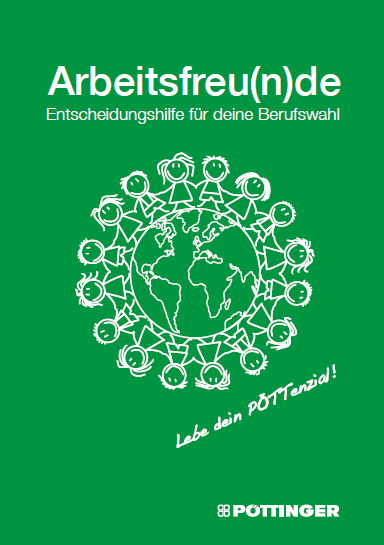 Arbeitsfreu(n)de
Entscheidungshilfe für deine Berufswahl
Lebe dein PÖTTenzial!
PÖTTINGER